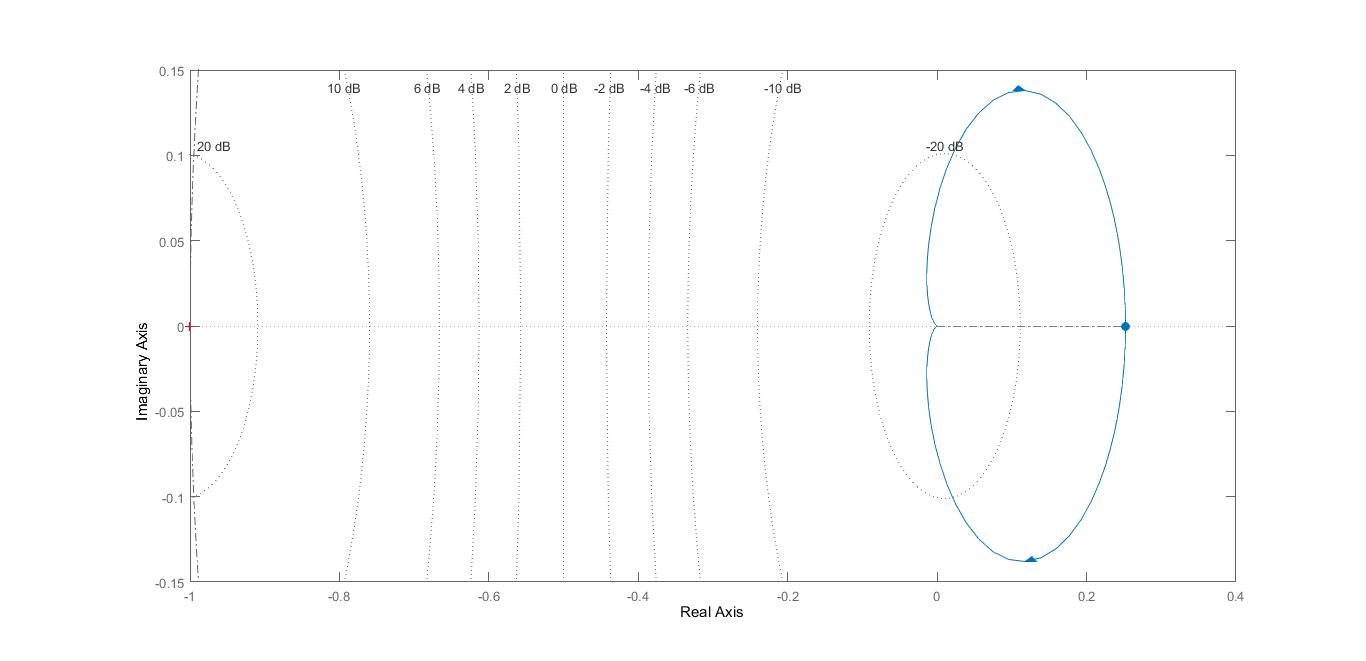 0.15
10 dB 6 dB 4 dB 2 dB 0 dB -2 dB -4 dB -6 dB -10 dB
20 dB -20 dB
0.1
0.05
0
-0.05
-0.1
-0.15
Imaginary Axis
-1 -0.8 -0.6 -0.4 -0.2 0 0.2 0.4
Real Axis